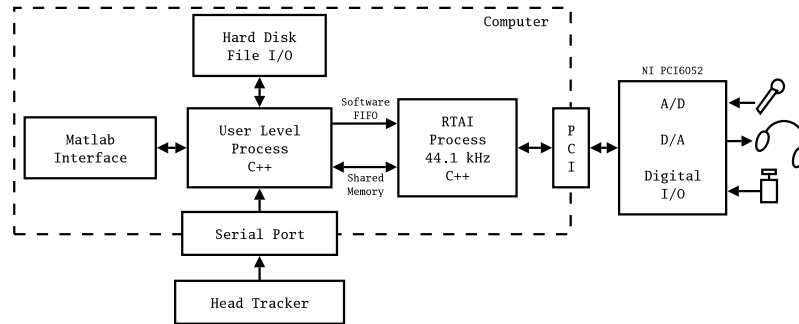 Computer
Hard Disk
File I/O
NI PCI6052
Matlab
Interface
User Level
Process
C++
Software
FIFO
Shared
Memory
RTAI
Process
44.1 kHz
C++
P
C
I
A/D
D/A
Digital
I/O
Serial Port
Head Tracker